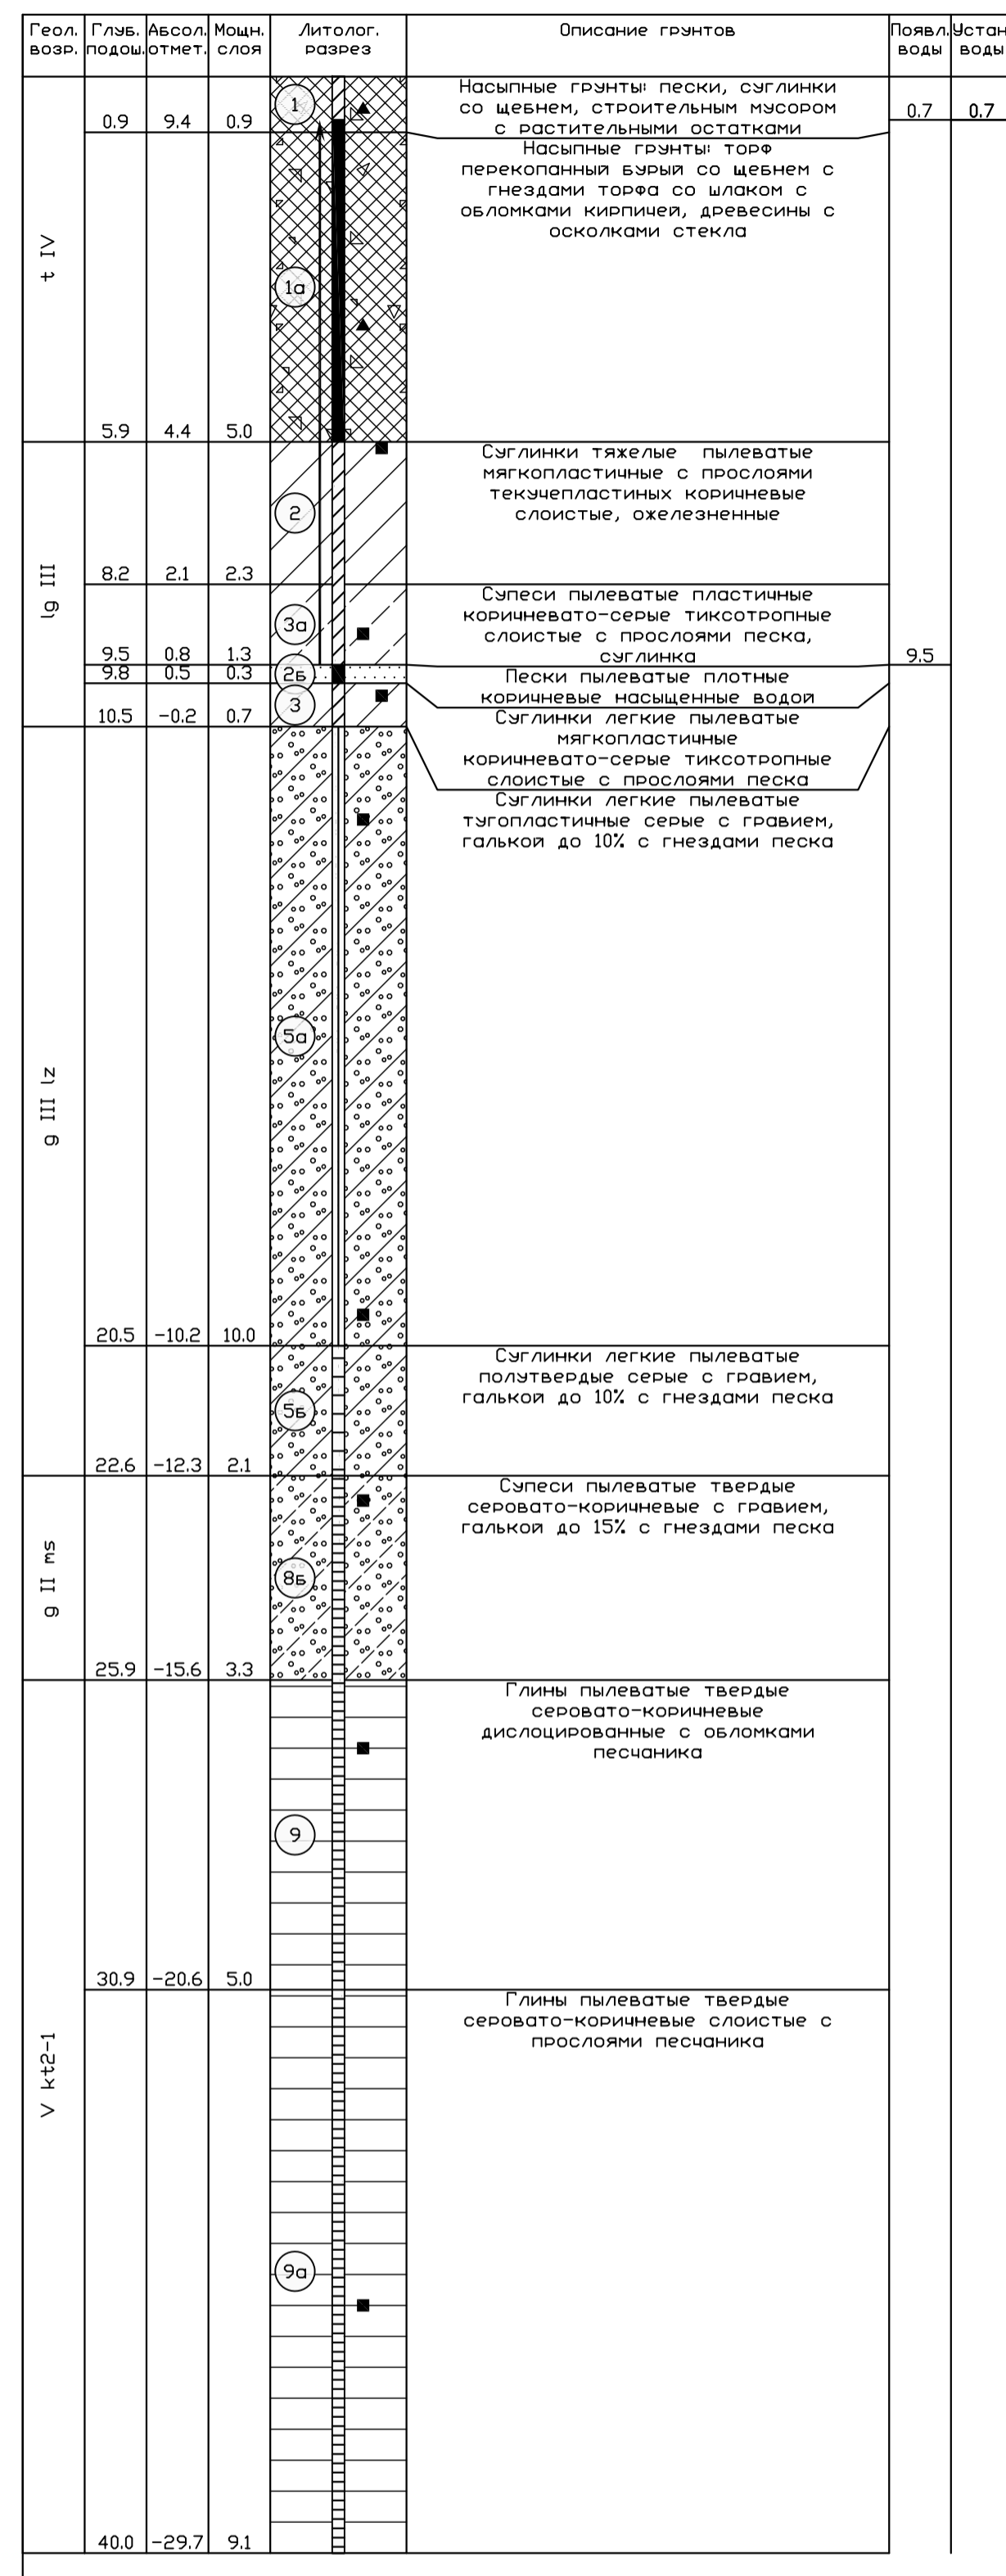 Геол. возр.
Глуб. подош.
Абсол. отмет.
Мощн. слоя
Литолог. разрез
Описание грунтов
Появл. воды
Устан воды
t IV
1
0.9 9.4 0.9
Насыпные грунты: пески, суглинки
со щебнем, строительным мусором
с растительными остатками
0.7 0.7
Насыпные грунты: торф
перекопанный бурый со щебнем с
гнездами торфа со шлаком с
обломками кирпичей, древесины с
осколками стекла
1а
5.9 4.4 5.0
lg III
Суглинки тяжелые пылеватые
мягкопластичные с прослоями
текучепластиных коричневые
слоистые, ожелезненные
2
8.2 2.1 2.3
Супеси пылеватые пластичные
коричневато-серые тиксотропные
слоистые с прослоями песка,
суглинка
3а
9.5 0.8 1.3
9.5
9.8 0.5 0.3
2б
Пески пылеватые плотные
коричневые насыщенные водой
3
10.5 -0.2 0.7
Суглинки легкие пылеватые
мягкопластичные
коричневато-серые тиксотропные
слоистые с прослоями песка
g III lz
Суглинки легкие пылеватые
тугопластичные серые с гравием,
галькой до 10% с гнездами песка
5а
20.5 -10.2 10.0
Суглинки легкие пылеватые
полутвердые серые с гравием,
галькой до 10% с гнездами песка
5б
22.6 -12.3 2.1
g II ms
Супеси пылеватые твердые
серовато-коричневые с гравием,
галькой до 15% с гнездами песка
8б
25.9 -15.6 3.3
V kt2-1
Глины пылеватые твердые
серовато-коричневые
дислоцированные с обломками
песчаника
9
30.9 -20.6 5.0
Глины пылеватые твердые
серовато-коричневые слоистые с
прослоями песчаника
9а
40.0 -29.7 9.1